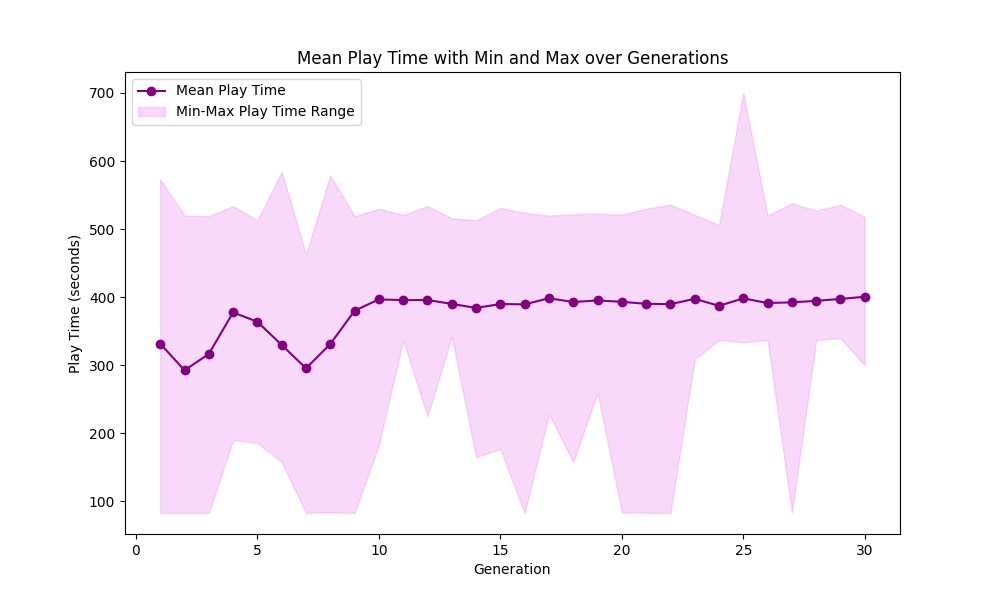 Mean Play Time with Min and Max over Generations
Mean Play Time
Min-Max Play Time Range
Play Time (seconds)
700
600
500
400
300
200
100
0
5
10
15
20
25
30
Generation